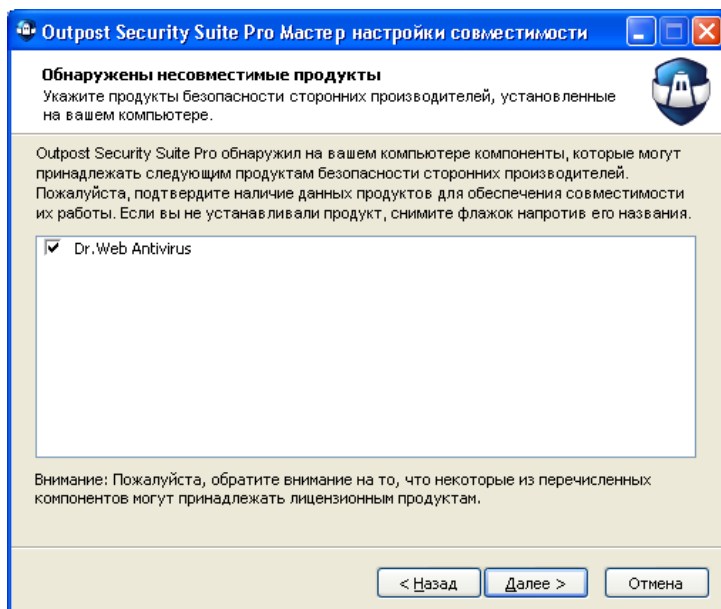 Outpost Security Suite Pro Мастер настройки совместимости
Обнаружены несовместимые продукты
Укажите продукты безопасности сторонних производителей, установленные
на вашем компьютере.
Outpost Security Suite Pro обнаружил на вашем компьютере компоненты, которые могут
принадлежать следующим продуктам безопасности сторонних производителей.
Пожалуйста, подтвердите наличие данных продуктов для обеспечения совместимости
их работы. Если вы не устанавливали продукт, снимите флажок напротив его названия.
Dr.Web Antivirus
Внимание: Пожалуйста, обратите внимание на то, что некоторые из перечисленных
компонентов могут принадлежать лицензионным продуктам.
< Назад Далее > Отмена